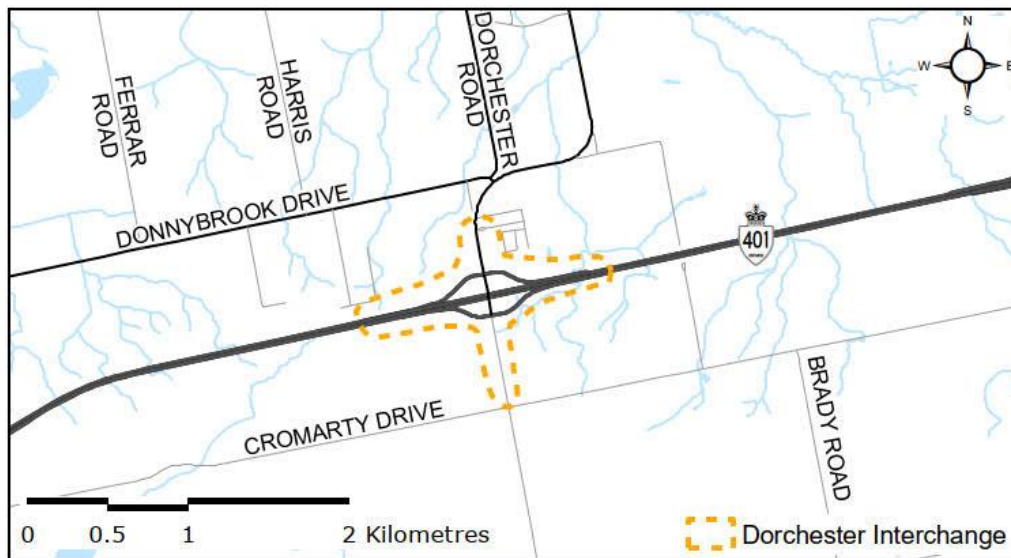 N
W E
S
FERRAR
ROAD
HARRIS
ROAD
DORCHESTER
ROAD
DONNYBROOK DRIVE
401
CROMARTY DRIVE
BRADY ROAD
0 0.5 1 2 Kilometres
Dorchester Interchange